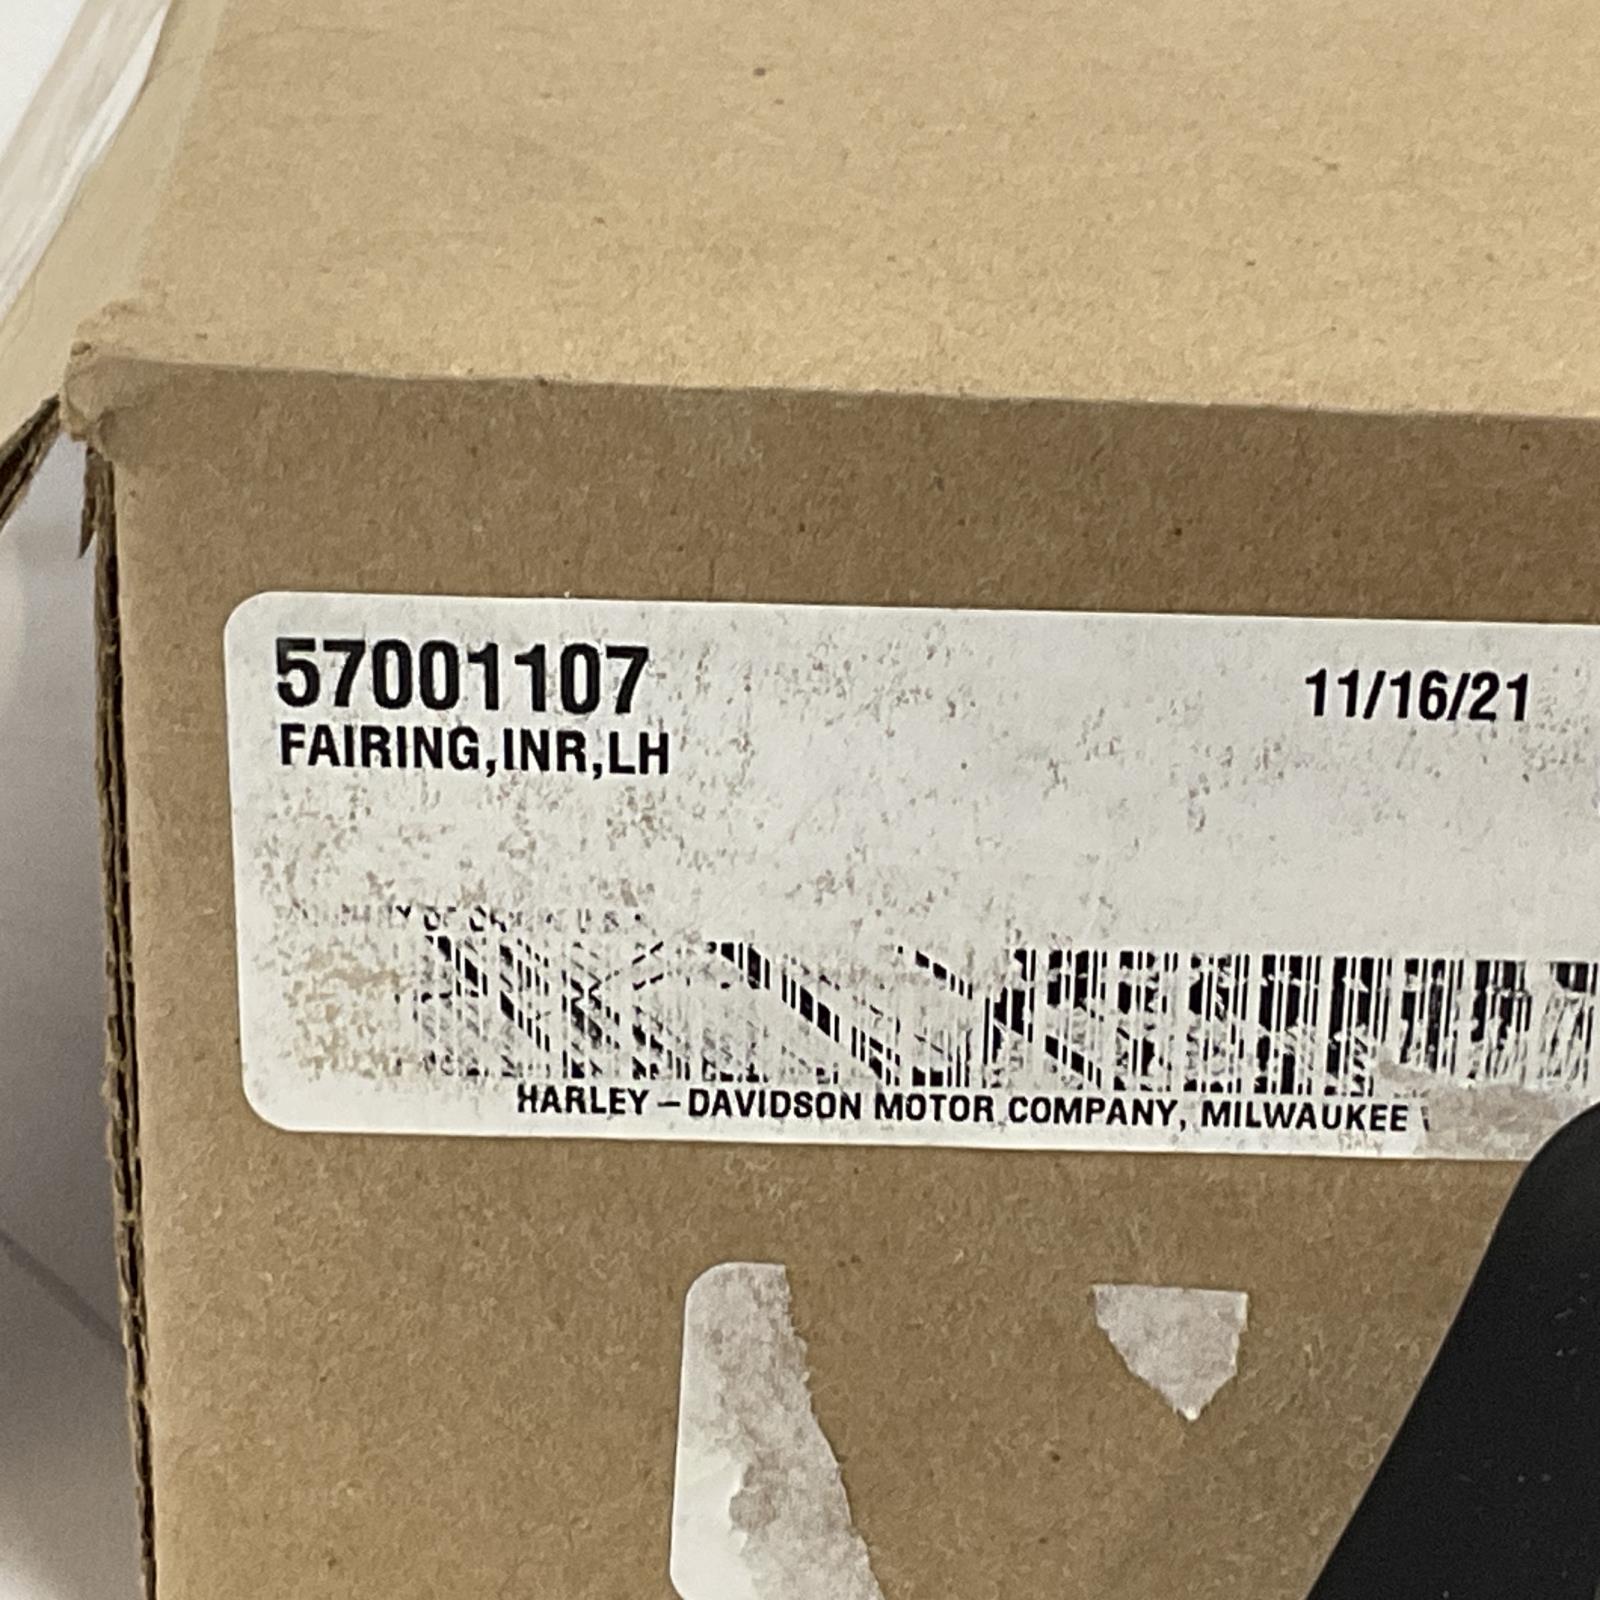 57001107
11/16/21
FAIRING,INR,LH
HARLEY-DAVIDSON MOTOR COMPANY, MILWAUKEE